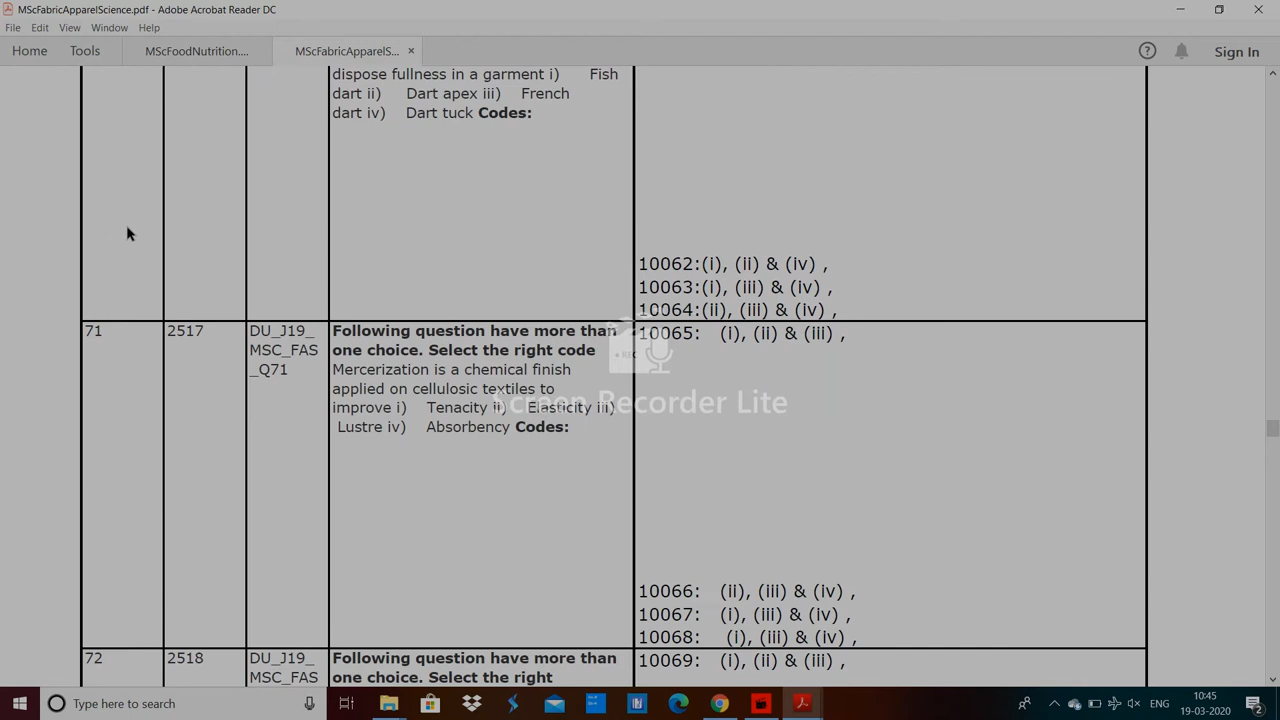 MScFabricApparelScience.pdf - Adobe Acrobat Reader DC
File Edit View Window Help
Home Tools MScFoodNutrition.... MScFabricApparelS... × Sign In
dispose fullness in a garment i) Fish
dart ii) Dart apex iii) French
dart iv) Dart tuck Codes:
10062:(i), (ii) & (iv) ,
10063:(i), (iii) & (iv) ,
10064:(ii), (iii) & (iv) ,
71 2517 DU_J19_
MSC_FAS
_Q71
Following question have more than
one choice. Select the right code
Mercerization is a chemical finish
applied on cellulosic textiles to
improve i) Tenacity ii) Elasticity iii)
Lustre iv) Absorbency Codes:
10065: (i), (ii) & (iii) ,
10066: (ii), (iii) & (iv) ,
10067: (i), (iii) & (iv) ,
10068: (i), (iii) & (iv) ,
REC
Screen Recorder Lite
72 2518 DU_J19_
MSC_FAS
Following question have more than
one choice. Select the right
10069: (i), (ii) & (iii) ,
Type here to search
ENG
10:45
19-03-2020
2